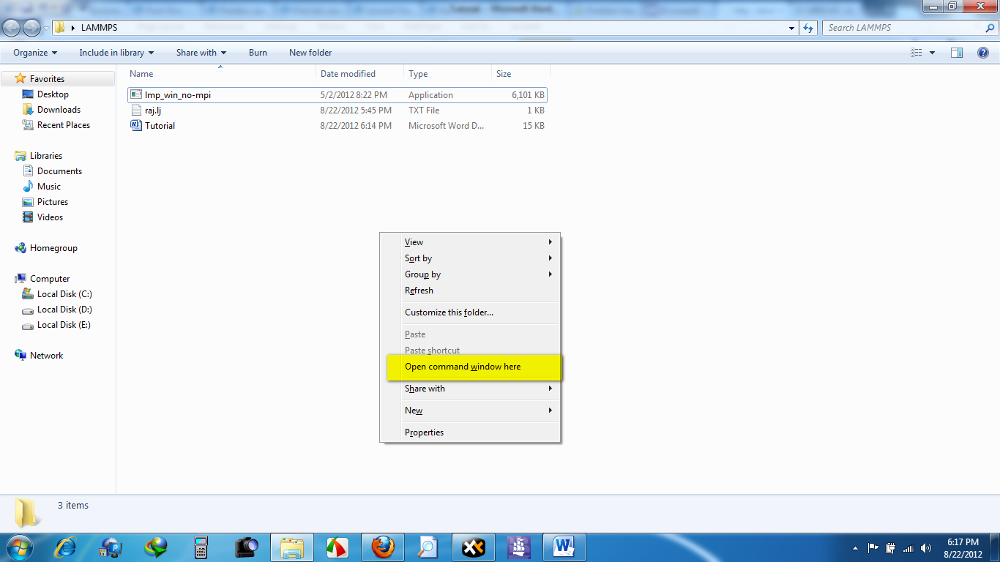 LAMMPS
Search LAMMPS
Organize Include in library Share with Burn New folder
Name Date modified Type Size
Favorites
Desktop
Downloads
Recent Places
Libraries
Documents
Music
Pictures
Videos
Homegroup
Computer
Local Disk (C:)
Local Disk (D:)
Local Disk (E:)
Network
lmp_win_no-mpi 5/2/2012 8:22 PM Application 6,101 KB
raj.lj 8/22/2012 5:45 PM TXT File 1 KB
Tutorial 8/22/2012 6:14 PM Microsoft Word D... 15 KB
View
Sort by
Group by
Refresh
Customize this folder...
Paste
Paste shortcut
Open command window here
Share with
New
Properties
3 items
6:17 PM
8/22/2012